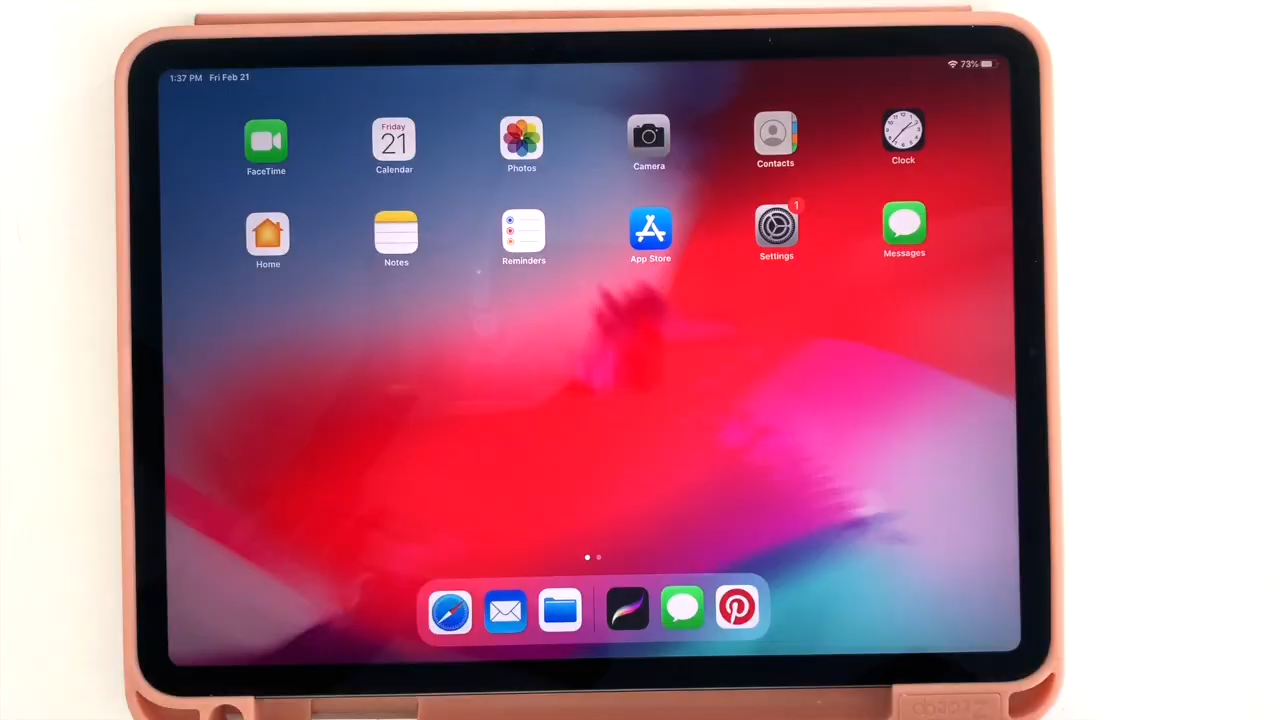 1:37 PM Fri Feb 21
73%
FaceTime
Friday
21
Calendar
Photos
Camera
Contacts
Clock
Home
Notes
Reminders
App Store
1
Settings
Messages